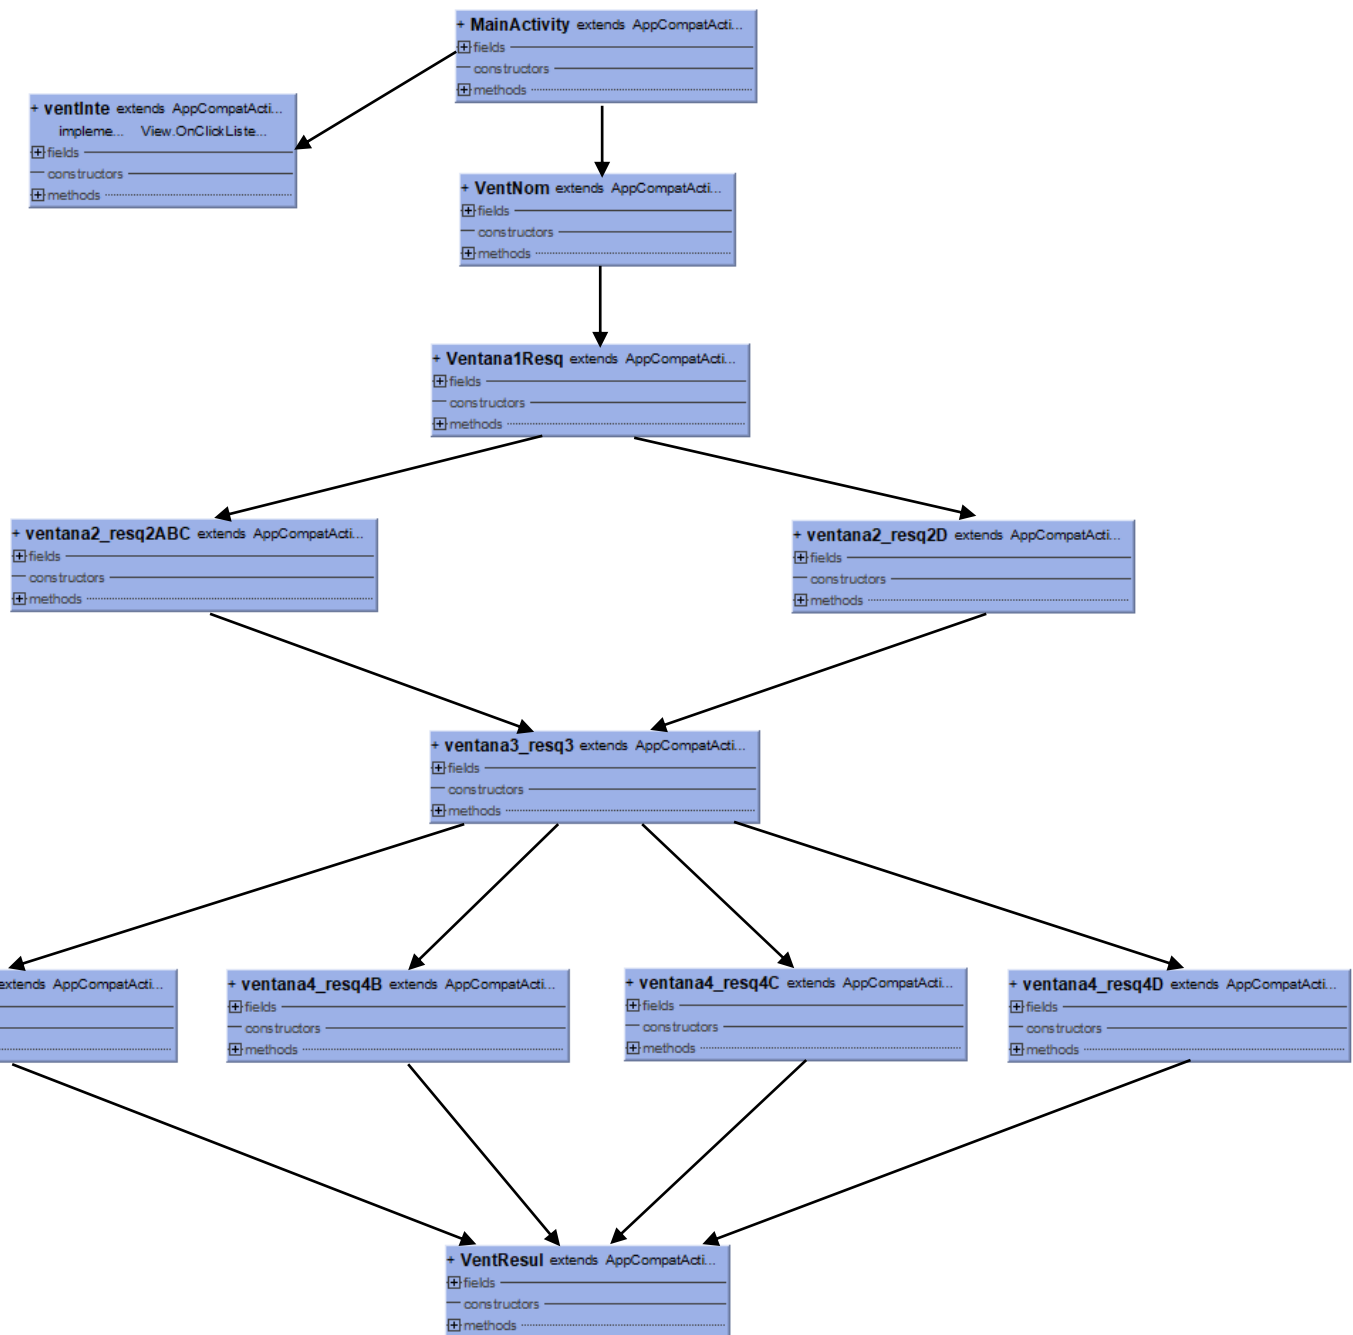 + MainActivity extends AppCompatActi...
fields
constructors
methods
+ ventInte extends AppCompatActi...
impleme... View.OnClickListe...
fields
constructors
methods
+ VentNom extends AppCompatActi...
fields
constructors
methods
+ Ventana1Resq extends AppCompatActi...
fields
constructors
methods
+ ventana2_resq2ABC extends AppCompatActi...
fields
constructors
methods
+ ventana2_resq2D extends AppCompatActi...
fields
constructors
methods
+ ventana3_resq3 extends AppCompatActi...
fields
constructors
methods
extends AppCompatActi...
+ ventana4_resq4B extends AppCompatActi...
fields
constructors
methods
+ ventana4_resq4C extends AppCompatActi...
fields
constructors
methods
+ ventana4_resq4D extends AppCompatActi...
fields
constructors
methods
+ VentResul extends AppCompatActi...
fields
constructors
methods